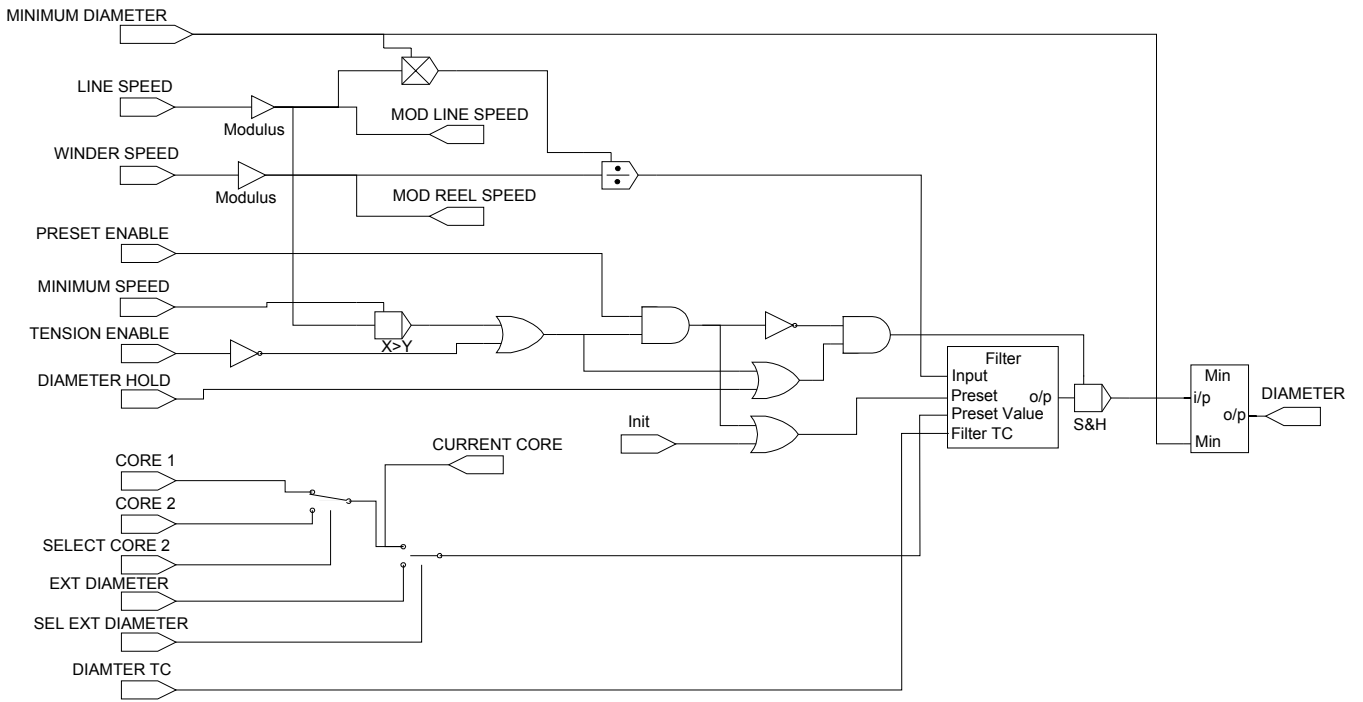 MINIMUM DIAMETER
LINE SPEED
Modulus
MOD LINE SPEED
WINDER SPEED
Modulus
MOD REEL SPEED
PRESET ENABLE
MINIMUM SPEED
TENSION ENABLE
X>Y
DIAMETER HOLD
Init
Filter
Input
Preset
o/p
Preset Value
Filter TC
S&H
Min
i/p
o/p
Min
DIAMETER
CURRENT CORE
CORE 1
CORE 2
SELECT CORE 2
EXT DIAMETER
SEL EXT DIAMETER
DIAMTER TC